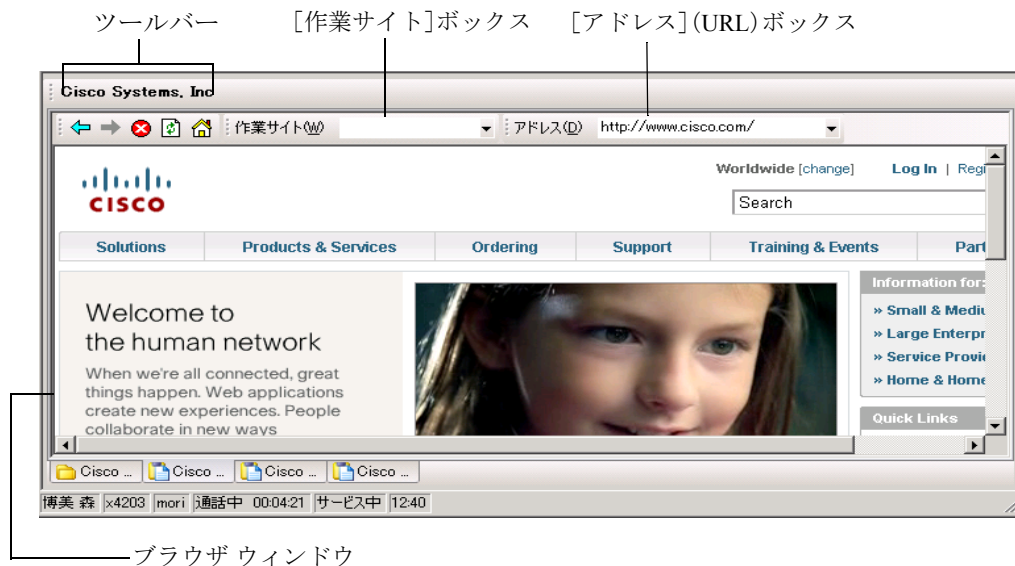 ツールバー ［作業サイト］ボックス ［アドレス］(URL)ボックス
Cisco Systems, Inc
作業サイト(W) アドレス(D) http://www.cisco.com/
Worldwide [change] Log In | Regi
CISCO
Search
Solutions Products & Services Ordering Support Training & Events Part
Information for:
Welcome to
the human network
» Small & Mediu
» Large Enterpr
» Service Provid
» Home & Home
When we're all connected, great
things happen. Web applications
create new experiences. People
collaborate in new ways
Quick Links
Cisco ... Cisco ... Cisco ... Cisco ...
博美 森 x4203 mori 通話中 00:04:21 サービス中 12:40
ブラウザ ウィンドウ